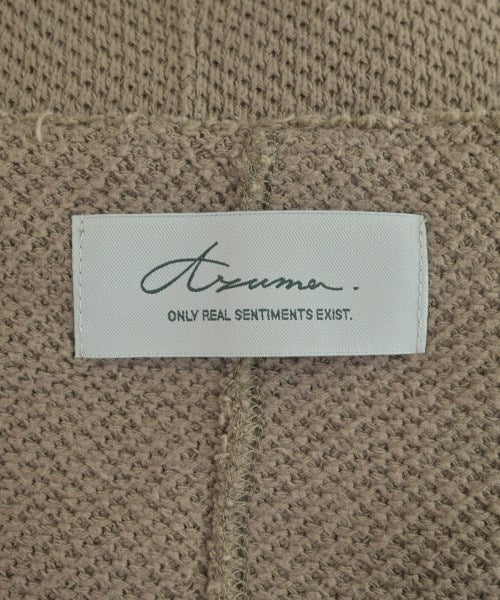 Azuma.
ONLY REAL SENTIMENTS EXIST.